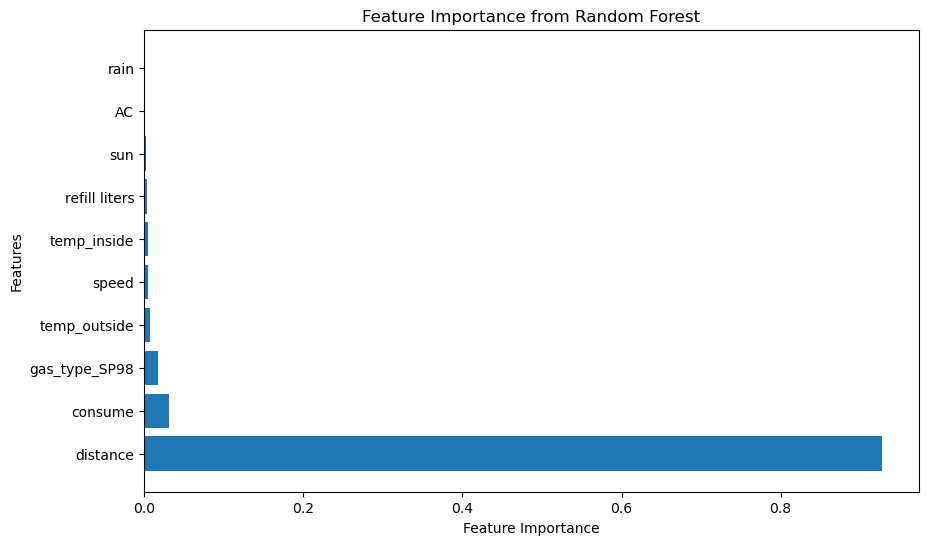 Feature Importance from Random Forest
rain
AC
sun
refill liters
temp_inside
speed
temp_outside
gas_type_SP98
consume
distance
Features
0.0 0.2 0.4 0.6 0.8
Feature Importance